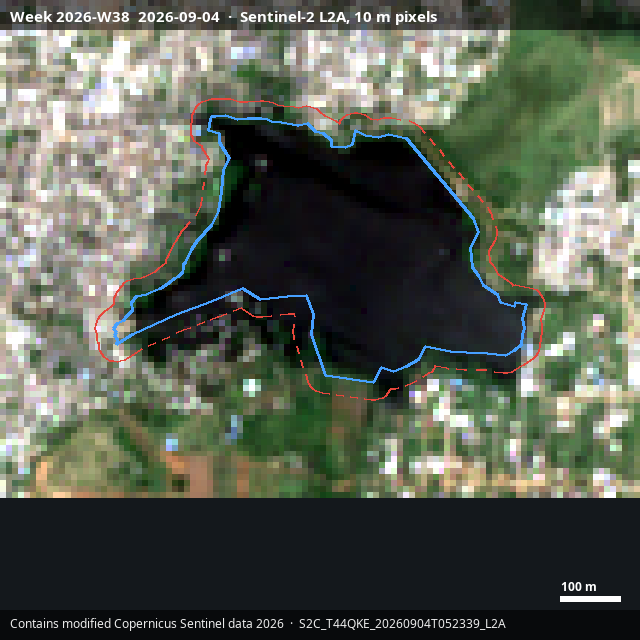 Week 2026-W38  2026-09-04  ·  Sentinel-2 L2A, 10 m pixels
100 m
Contains modified Copernicus Sentinel data 2026  ·  S2C_T44QKE_20260904T052339_L2A